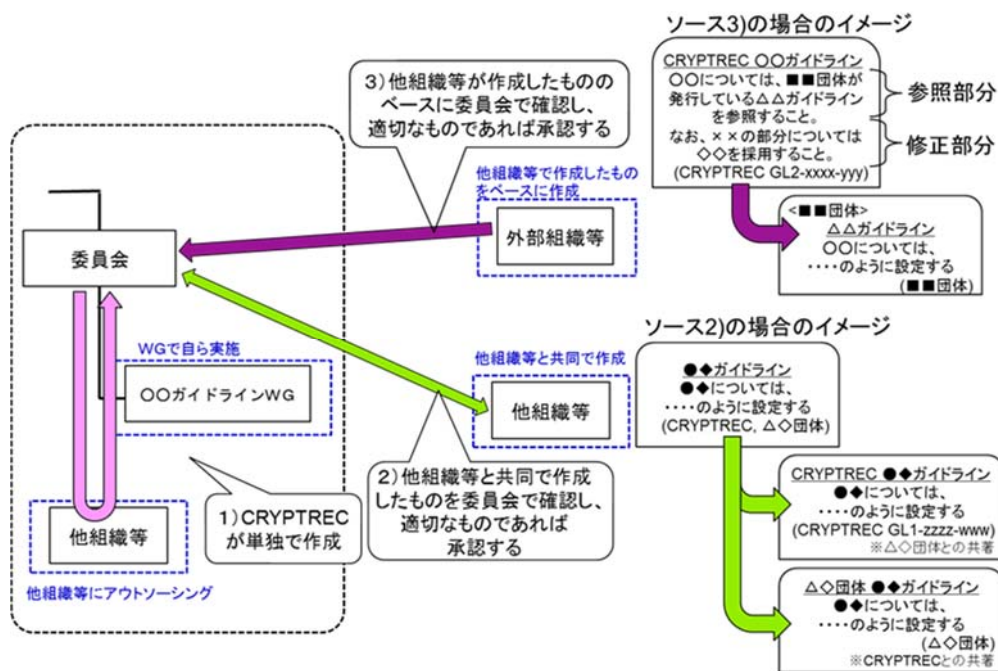 ソース3)の場合のイメージ
CRYPTREC 〇〇ガイドライン
〇〇については、■■団体が
発行している△△ガイドライン
を参照すること。
なお、××の部分については
◇◇を採用すること。
(CRYPTREC GL2-xxxx-yyy)
参照部分
修正部分
<■■団体>
△△ガイドライン
〇〇については、
・・・・のように設定する
(■■団体)
3)他組織等が作成したものの
ベースに委員会で確認し、
適切なものであれば承認する
他組織等で作成したもの
をベースに作成
外部組織等
委員会
WGで自ら実施
〇〇ガイドラインWG
他組織等
他組織等にアウトソーシング
1)CRYPTREC
が単独で作成
他組織等と共同で作成
他組織等
2)他組織等と共同で作成
したものを委員会で確認し、
適切なものであれば
承認する
ソース2)の場合のイメージ
●◆ガイドライン
●◆については、
・・・・のように設定する
(CRYPTREC, △◇団体)
CRYPTREC ●◆ガイドライン
●◆については、
・・・・のように設定する
(CRYPTREC GL1-zzzz-www)
※△◇団体との共著
△◇団体 ●◆ガイドライン
●◆については、
・・・・のように設定する
(△◇団体)
※CRYPTRECとの共著